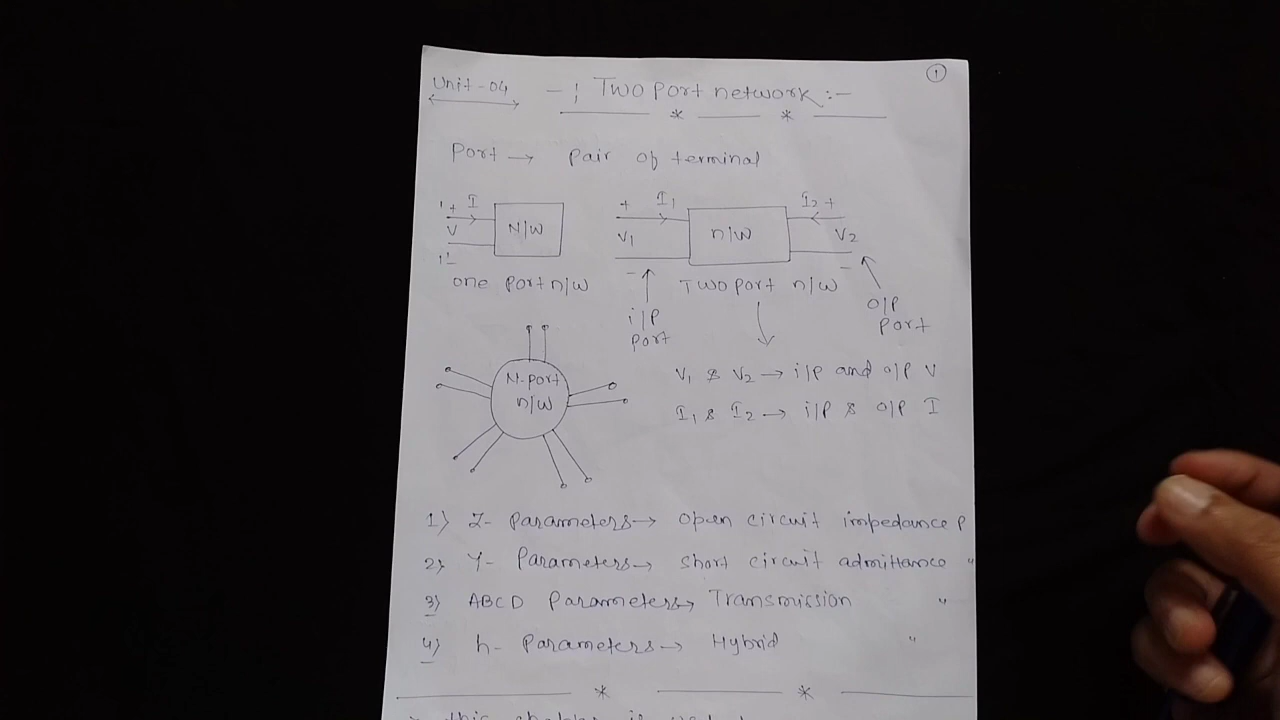 1
Unit-04 -: Two port network :-
Port → Pair of terminal
1 + I
V
1' -
N/W
one port n/w
+ I1
V1
-
n/w
I2 +
V2
-
Two port n/w
i/p
port
o/p
port
N-port
n/w
V1 & V2 → i/p and o/p V
I1 & I2 → i/p & o/p I
1) Z- Parameters → open circuit impedance P
2) Y- Parameters → short circuit admittance "
3) ABCD Parameters → Transmission "
4) h- Parameters → Hybrid "